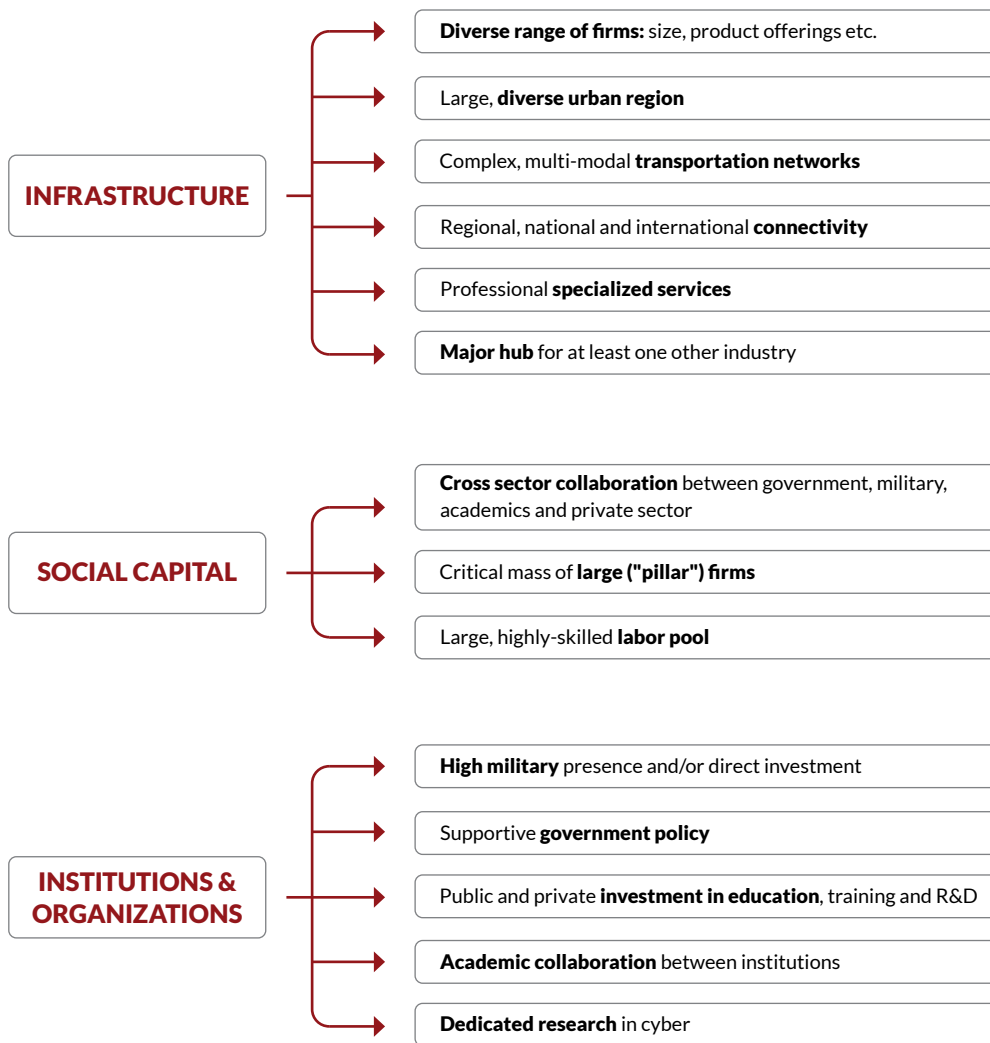 INFRASTRUCTURE
Diverse range of firms: size, product offerings etc.
Large, diverse urban region
Complex, multi-modal transportation networks
Regional, national and international connectivity
Professional specialized services
Major hub for at least one other industry
SOCIAL CAPITAL
Cross sector collaboration between government, military,
academics and private sector
Critical mass of large ("pillar") firms
Large, highly-skilled labor pool
INSTITUTIONS &
ORGANIZATIONS
High military presence and/or direct investment
Supportive government policy
Public and private investment in education, training and R&D
Academic collaboration between institutions
Dedicated research in cyber